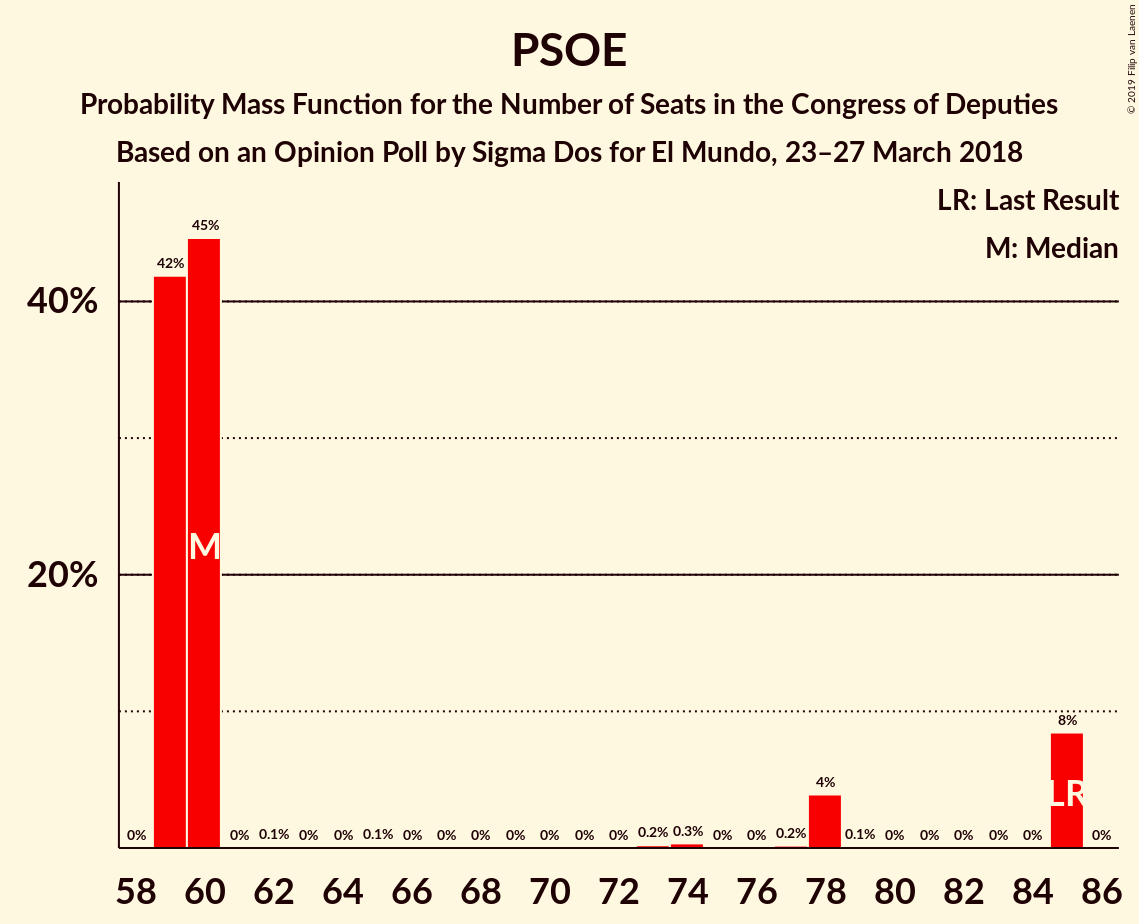 PSOE
Probability Mass Function for the Number of Seats in the Congress of Deputies
Based on an Opinion Poll by Sigma Dos for El Mundo, 23–27 March 2018
© 2019 Filip van Laenen
LR: Last Result
M: Median
40%
20%
0% 42% 45% 0% 0.1% 0% 0% 0.1% 0% 0% 0% 0% 0% 0% 0% 0.2% 0.3% 0% 0% 0.2% 4% 0.1% 0% 0% 0% 0% 0% 8% 0%
M
LR
58 60 62 64 66 68 70 72 74 76 78 80 82 84 86